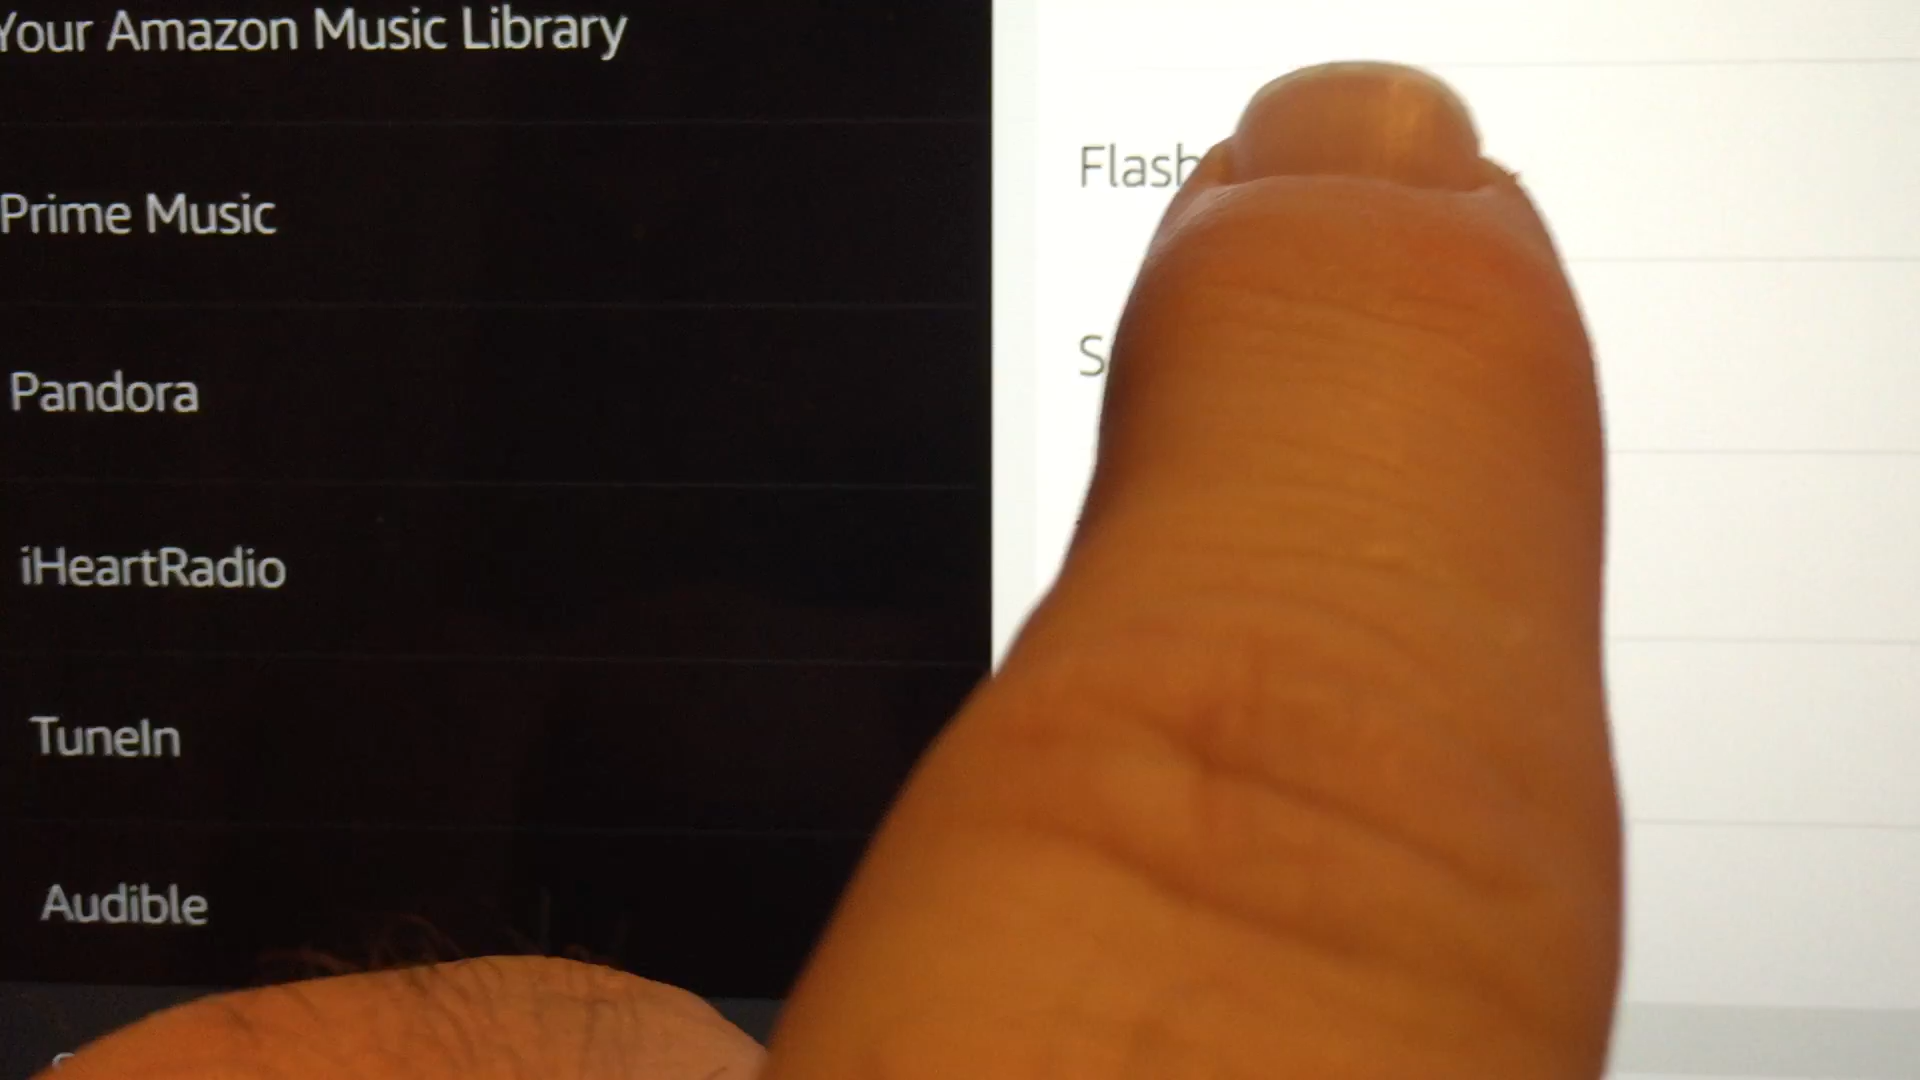 Your Amazon Music Library
Prime Music
Pandora
iHeartRadio
TuneIn
Audible